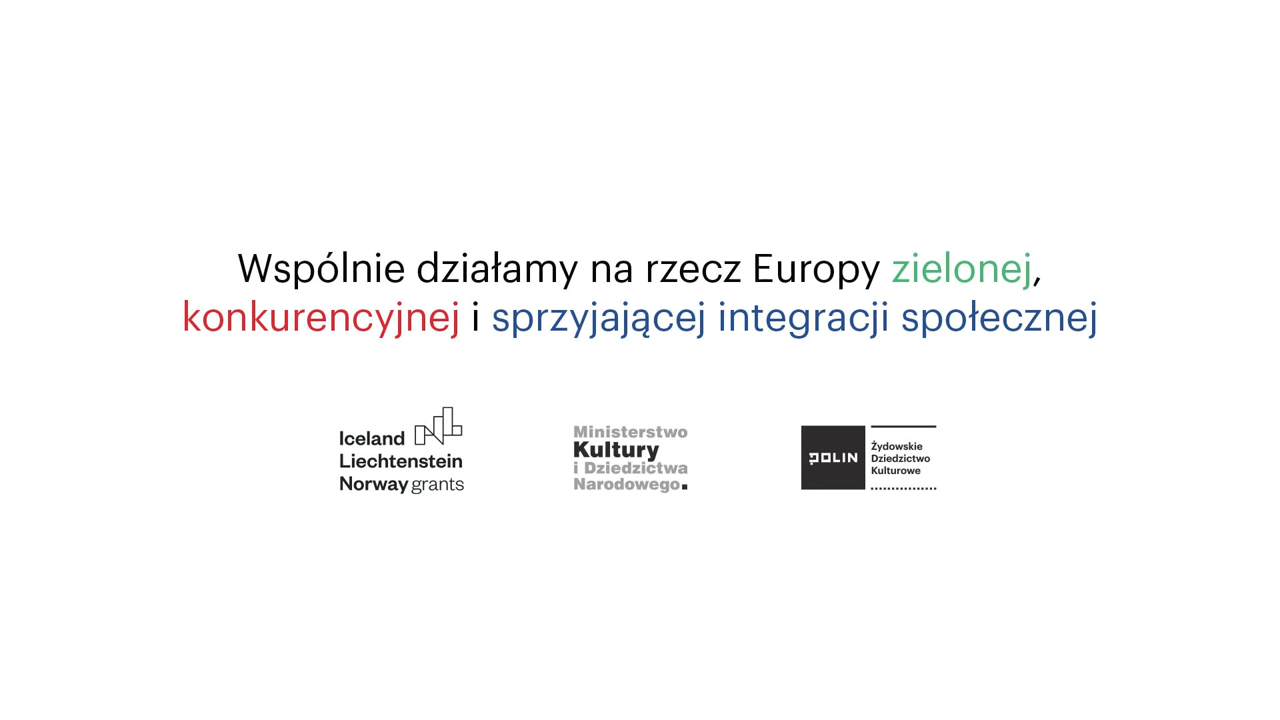 Wspólnie działamy na rzecz Europy zielonej,
konkurencyjnej i sprzyjającej integracji społecznej
Iceland
Liechtenstein
Norway grants
Ministerstwo
Kultury
i Dziedzictwa
Narodowego.
POLIN
Żydowskie
Dziedzictwo
Kulturowe